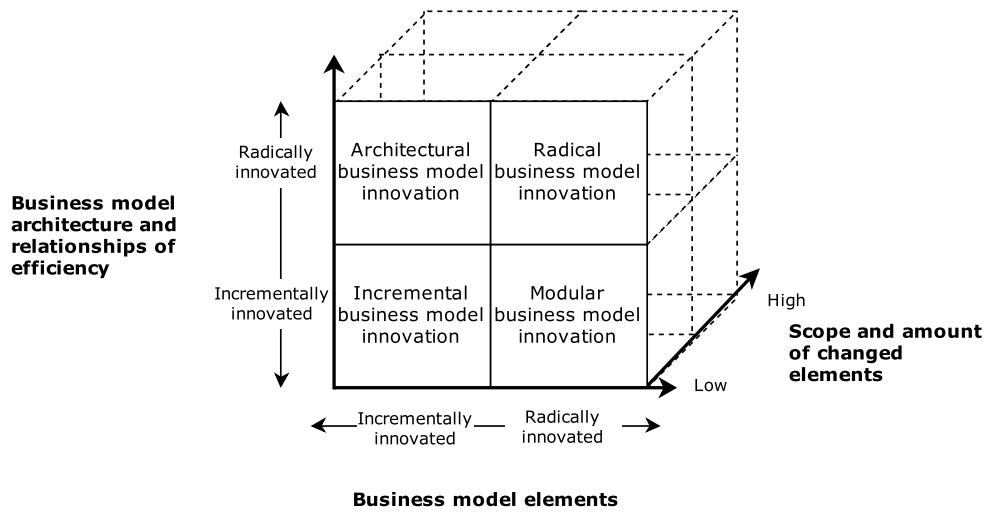 Radically
innovated
Architectural
business model
innovation
Radical
business model
innovation
Business model
architecture and
relationships of
efficiency
Incrementally
innovated
Incremental
business model
innovation
Modular
business model
innovation
High
Scope and amount
of changed
elements
Low
Incrementally
innovated
Radically
innovated
Business model elements